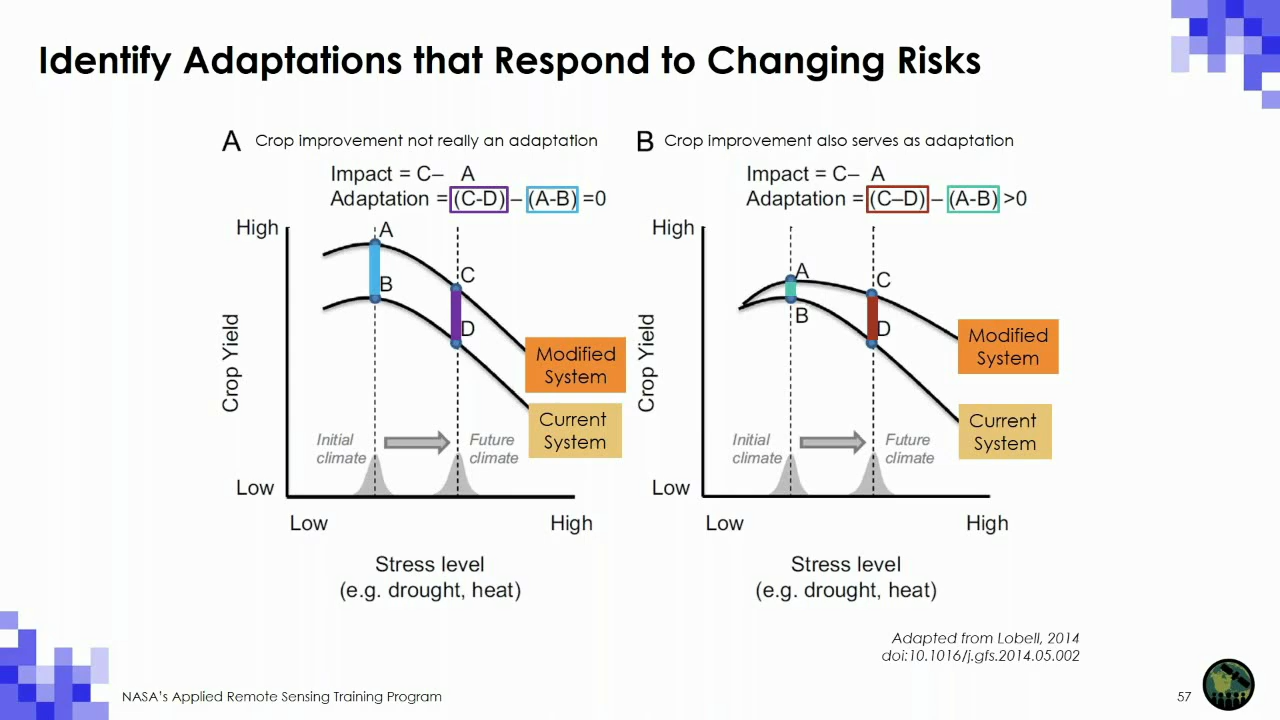 Identify Adaptations that Respond to Changing Risks
A Crop improvement not really an adaptation
Impact = C– A
Adaptation = (C-D) – (A-B) =0
High
A
B
C
D
Modified
System
Current
System
Crop Yield
Initial
climate
Future
climate
Low
Low
High
Stress level
(e.g. drought, heat)
B Crop improvement also serves as adaptation
Impact = C– A
Adaptation = (C–D) – (A-B) >0
High
A
B
C
D
Modified
System
Current
System
Crop Yield
Initial
climate
Future
climate
Low
Low
High
Stress level
(e.g. drought, heat)
Adapted from Lobell, 2014
doi:10.1016/j.gfs.2014.05.002
NASA's Applied Remote Sensing Training Program
57